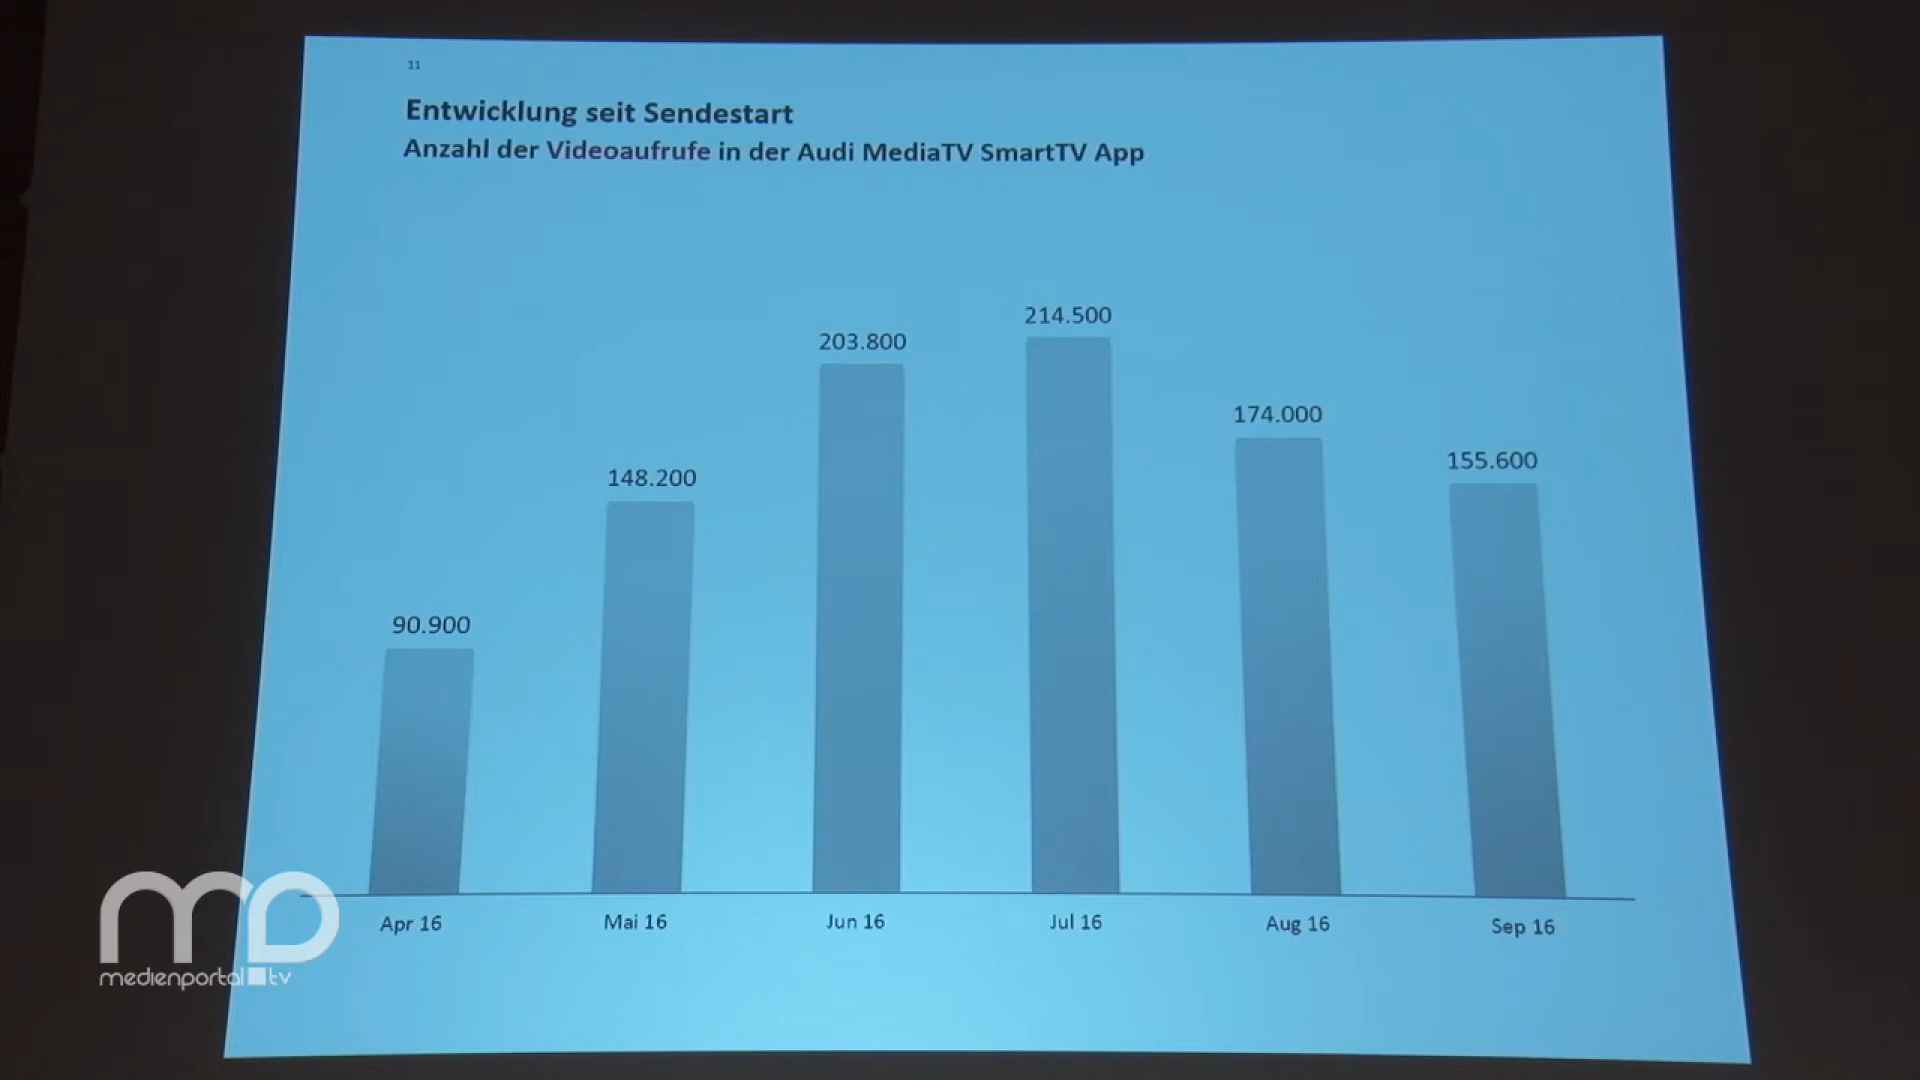 11
Entwicklung seit Sendestart
Anzahl der Videoaufrufe in der Audi MediaTV SmartTV App
214.500
203.800
174.000
155.600
148.200
90.900
Apr 16 Mai 16 Jun 16 Jul 16 Aug 16 Sep 16
medienportal.tv